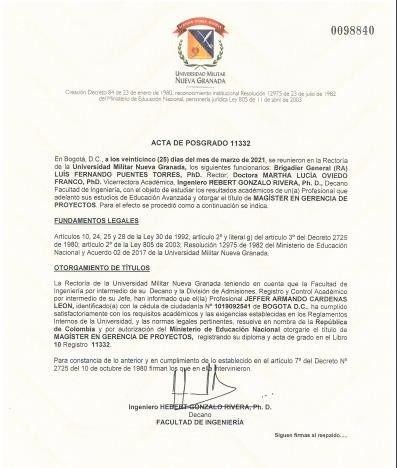 0098840
UNIVERSIDAD MILITAR
NUEVA GRANADA
Creación Decreto 84 de 23 de enero de 1980, reconocimiento institucional Resolución 12975 de 23 de julio de 1982
del Ministerio de Educación Nacional, personería jurídica Ley 805 de 11 de abril de 2003
ACTA DE POSGRADO 11332
En Bogotá, D.C., a los veinticinco (25) días del mes de marzo de 2021, se reunieron en la Rectoría
de la Universidad Militar Nueva Granada, los siguientes funcionarios: Brigadier General (RA)
LUÍS FERNANDO PUENTES TORRES, PhD. Rector; Doctora MARTHA LUCÍA OVIEDO
FRANCO, PhD. Vicerrectora Académica, Ingeniero HEBERT GONZALO RIVERA, Ph. D., Decano
Facultad de Ingeniería, con el objeto de estudiar los resultados académicos de un(a) Profesional que
adelantó sus estudios de Educación Avanzada y otorgar el título de MAGÍSTER EN GERENCIA DE
PROYECTOS. Para el efecto se procedió como a continuación se indica.
FUNDAMENTOS LEGALES
Artículos 10, 24, 25 y 28 de la Ley 30 de 1992, artículo 2º y literal g) del artículo 3º del Decreto 2725
de 1980; artículo 2º de la Ley 805 de 2003; Resolución 12975 de 1982 del Ministerio de Educación
Nacional y Acuerdo 02 de 2017 de la Universidad Militar Nueva Granada.
OTORGAMIENTO DE TÍTULOS
La Rectoría de la Universidad Militar Nueva Granada teniendo en cuenta que la Facultad de
Ingeniería por intermedio de su Decano y la División de Admisiones, Registro y Control Académico
por intermedio de su Jefe, han informado que el(la) Profesional JEFFER ARMANDO CARDENAS
LEON, identificado(a) con la cédula de ciudadanía Nº 1019092541 de BOGOTA D.C., ha cumplido
satisfactoriamente con los requisitos académicos y las exigencias establecidas en los Reglamentos
Internos de la Universidad, y las normas legales pertinentes, resuelve en nombre de la República
de Colombia y por autorización del Ministerio de Educación Nacional otorgarle el título de
MAGÍSTER EN GERENCIA DE PROYECTOS, registrando su diploma y acta de grado en el Libro
10 Registro 11332.
Para constancia de lo anterior y en cumplimiento de lo establecido en el artículo 7º del Decreto Nº
2725 del 10 de octubre de 1980 firman los que en ella intervinieron.
Ingeniero HEBERT GONZALO RIVERA, Ph. D.
Decano
FACULTAD DE INGENIERÍA
Siguen firmas al respaldo.....